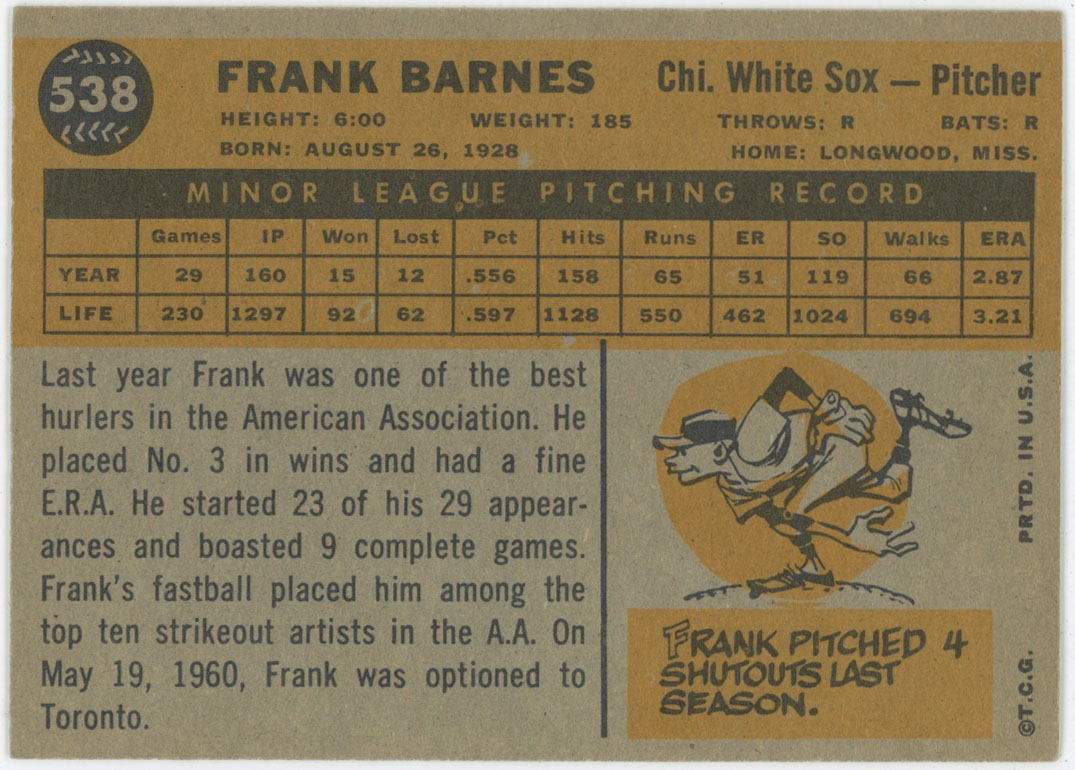 538
FRANK BARNES
Chi. White Sox — Pitcher
HEIGHT: 6:00 WEIGHT: 185 THROWS: R BATS: R
BORN: AUGUST 26, 1928 HOME: LONGWOOD, MISS.
MINOR LEAGUE PITCHING RECORD
Games IP Won Lost Pct Hits Runs ER SO Walks ERA
YEAR 29 160 15 12 .556 158 65 51 119 66 2.87
LIFE 230 1297 92 62 .597 1128 550 462 1024 694 3.21
Last year Frank was one of the best
hurlers in the American Association. He
placed No. 3 in wins and had a fine
E.R.A. He started 23 of his 29 appear-
ances and boasted 9 complete games.
Frank's fastball placed him among the
top ten strikeout artists in the A.A. On
May 19, 1960, Frank was optioned to
Toronto.
FRANK PITCHED 4
SHUTOUTS LAST
SEASON.
©T.C.G. PRTD. IN U.S.A.